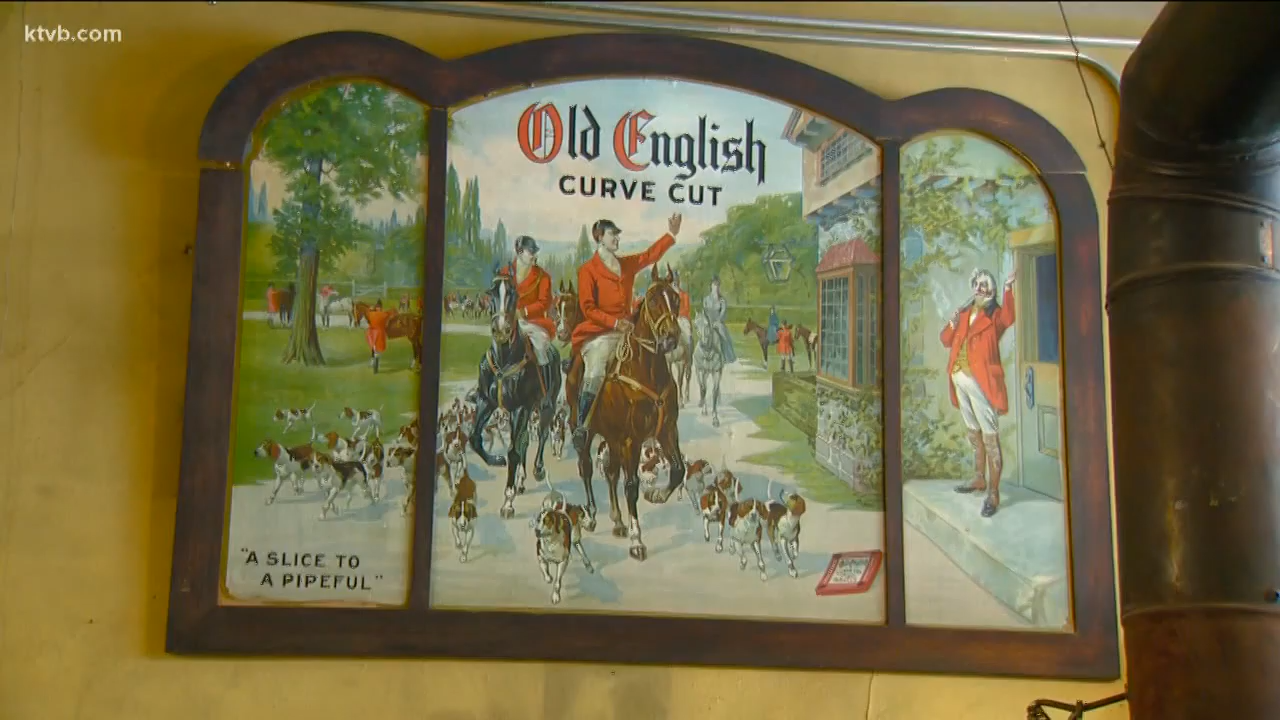 ktvb.com
Old English
CURVE CUT
"A SLICE TO
A PIPEFUL"